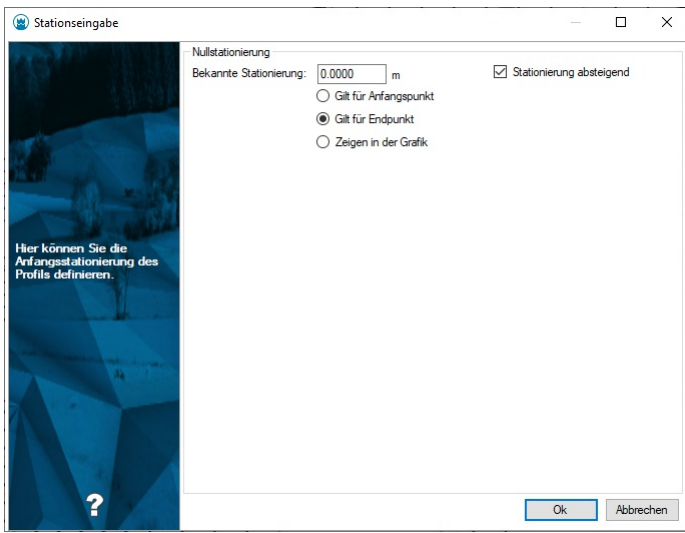 Stationseingabe
Nullstationierung
Bekannte Stationierung: 0.0000 m Stationierung absteigend
Gilt für Anfangspunkt
Gilt für Endpunkt
Zeigen in der Grafik
Hier können Sie die
Anfangsstationierung des
Profils definieren.
?
Ok Abbrechen